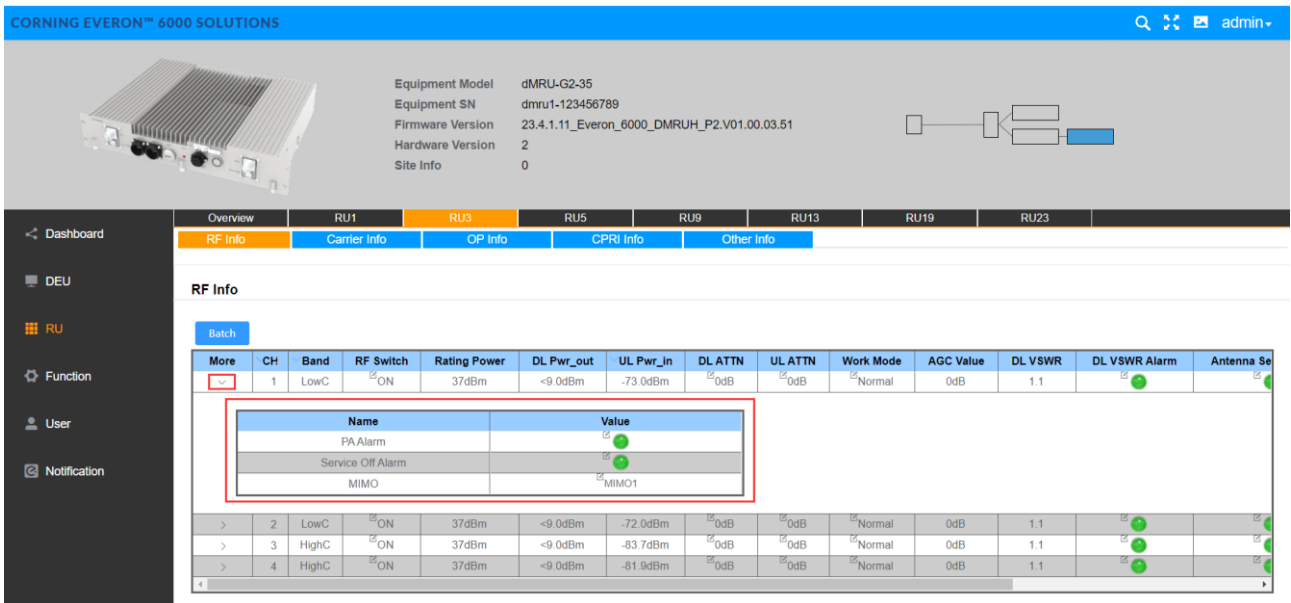 CORNING EVERON™ 6000 SOLUTIONS admin
Equipment Model dMRU-G2-35
Equipment SN dmru1-123456789
Firmware Version 23.4.1.11_Everon_6000_DMRUH_P2.V01.00.03.51
Hardware Version 2
Site Info 0
Overview RU1 RU3 RU5 RU9 RU13 RU19 RU23
RF Info Carrier Info OP Info CPRI Info Other Info
Dashboard
DEU
RU
Function
User
Notification
RF Info
Batch
More CH Band RF Switch Rating Power DL Pwr_out UL Pwr_in DL ATTN UL ATTN Work Mode AGC Value DL VSWR DL VSWR Alarm Antenna Se
1 LowC ON 37dBm <9.0dBm -73.0dBm 0dB 0dB Normal 0dB 1.1
Name Value
PA Alarm
Service Off Alarm
MIMO MIMO1
2 LowC ON 37dBm <9.0dBm -72.0dBm 0dB 0dB Normal 0dB 1.1
3 HighC ON 37dBm <9.0dBm -83.7dBm 0dB 0dB Normal 0dB 1.1
4 HighC ON 37dBm <9.0dBm -81.9dBm 0dB 0dB Normal 0dB 1.1